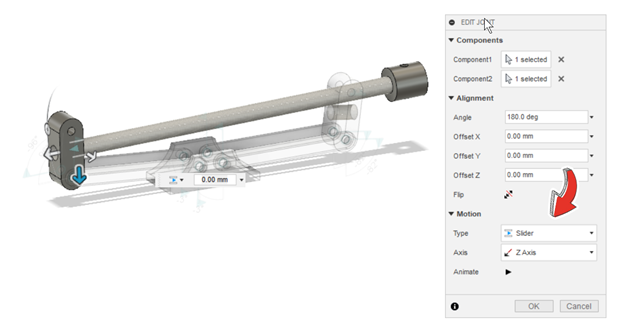 EDIT JOINT
Components
Component1 1 selected
Component2 1 selected
Alignment
Angle 180.0 deg
Offset X 0.00 mm
Offset Y 0.00 mm
Offset Z 0.00 mm
Flip
Motion
Type Slider
Axis Z Axis
Animate
OK Cancel
0.00 mm